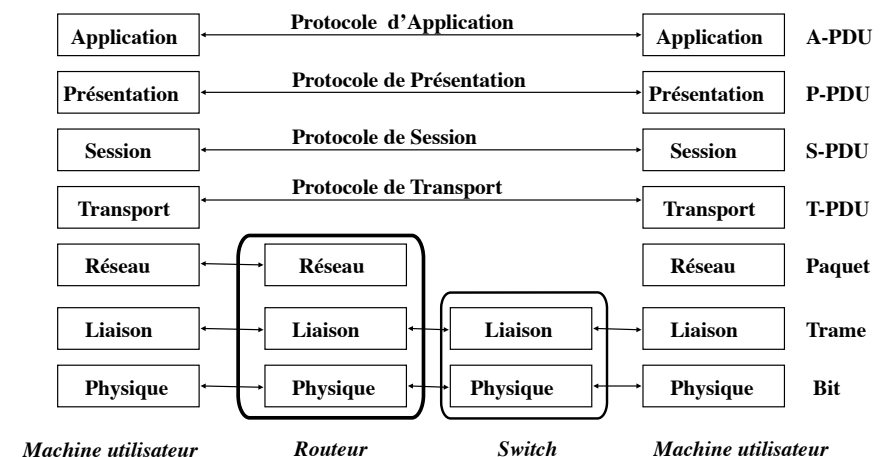 Application Protocole d’Application Application A-PDU
Présentation Protocole de Présentation Présentation P-PDU
Session Protocole de Session Session S-PDU
Transport Protocole de Transport Transport T-PDU
Réseau Réseau Réseau Paquet
Liaison Liaison Liaison Liaison Trame
Physique Physique Physique Physique Bit
Machine utilisateur Routeur Switch Machine utilisateur